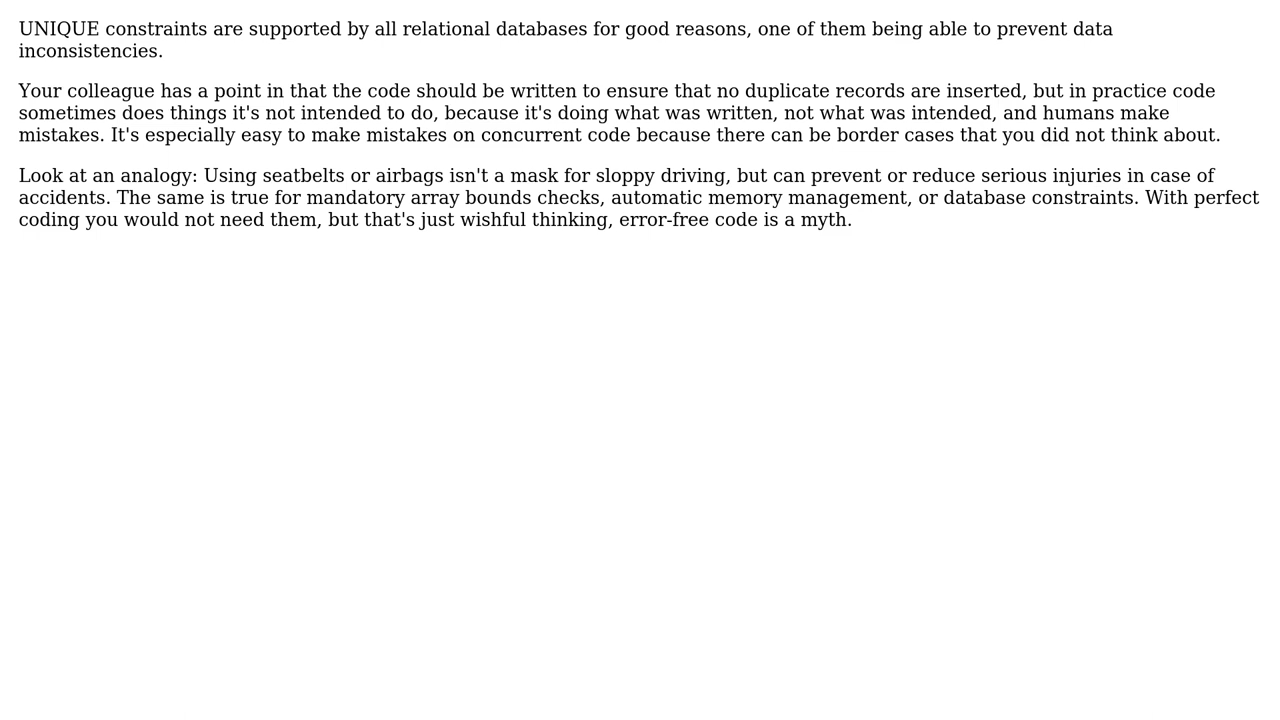 UNIQUE constraints are supported by all relational databases for good reasons, one of them being able to prevent data
inconsistencies.
Your colleague has a point in that the code should be written to ensure that no duplicate records are inserted, but in practice code
sometimes does things it's not intended to do, because it's doing what was written, not what was intended, and humans make
mistakes. It's especially easy to make mistakes on concurrent code because there can be border cases that you did not think about.
Look at an analogy: Using seatbelts or airbags isn't a mask for sloppy driving, but can prevent or reduce serious injuries in case of
accidents. The same is true for mandatory array bounds checks, automatic memory management, or database constraints. With perfect
coding you would not need them, but that's just wishful thinking, error-free code is a myth.